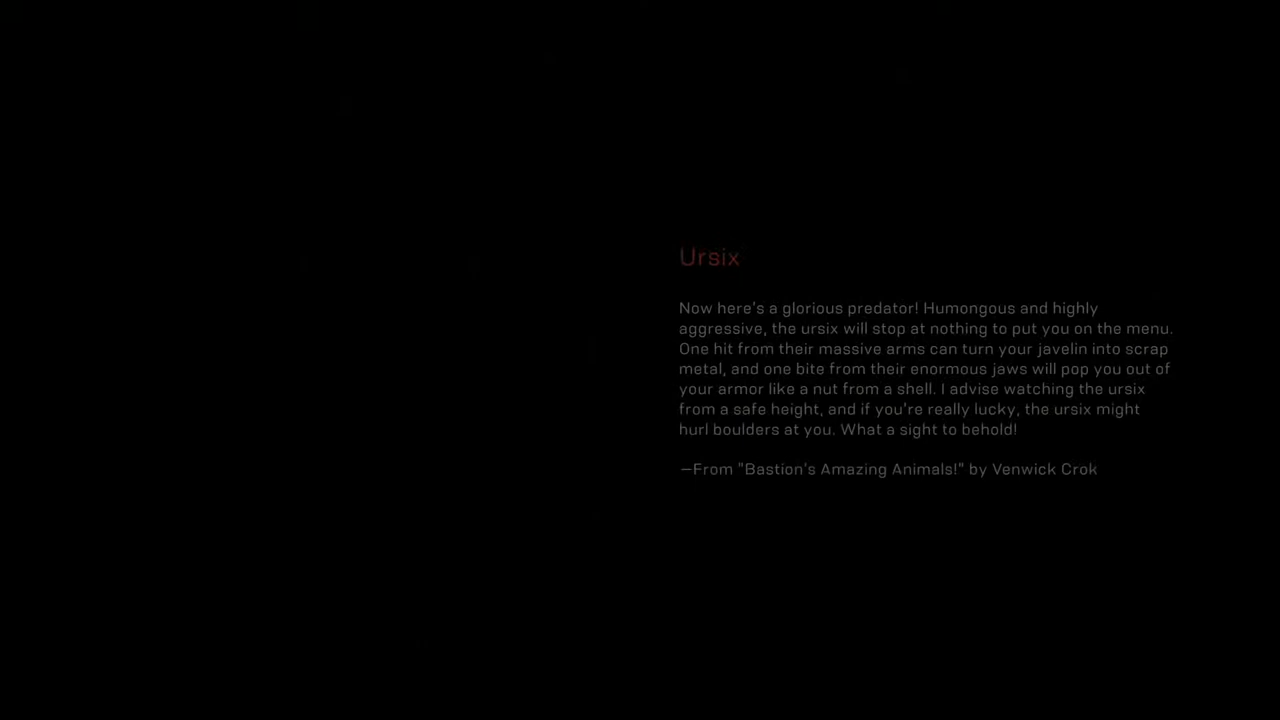 Ursix
Now here's a glorious predator! Humongous and highly
aggressive, the ursix will stop at nothing to put you on the menu.
One hit from their massive arms can turn your javelin into scrap
metal, and one bite from their enormous jaws will pop you out of
your armor like a nut from a shell. I advise watching the ursix
from a safe height, and if you're really lucky, the ursix might
hurl boulders at you. What a sight to behold!
—From "Bastion's Amazing Animals!" by Venwick Crok